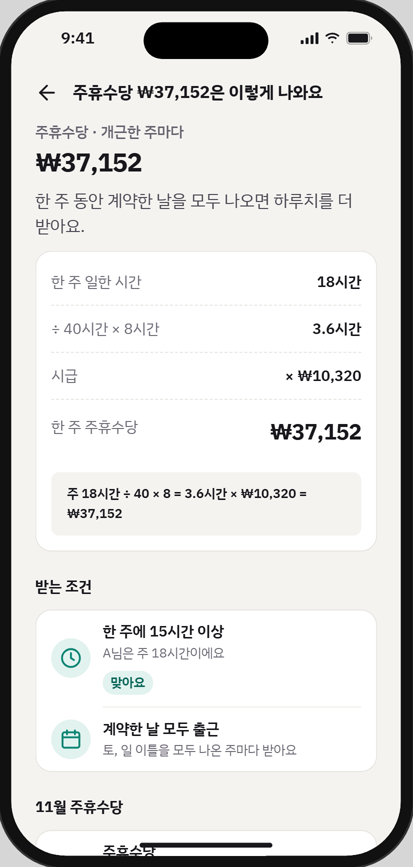 9:41
주휴수당 ₩37,152은 이렇게 나와요
주휴수당 · 개근한 주마다
₩37,152
한 주 동안 계약한 날을 모두 나오면 하루치를 더
받아요.
한 주 일한 시간 18시간
÷ 40시간 × 8시간 3.6시간
시급 × ₩10,320
한 주 주휴수당 ₩37,152
주 18시간 ÷ 40 × 8 = 3.6시간 × ₩10,320 =
₩37,152
받는 조건
한 주에 15시간 이상
A님은 주 18시간이에요
맞아요
계약한 날 모두 출근
토, 일 이틀을 모두 나온 주마다 받아요
11월 주휴수당
주휴수당